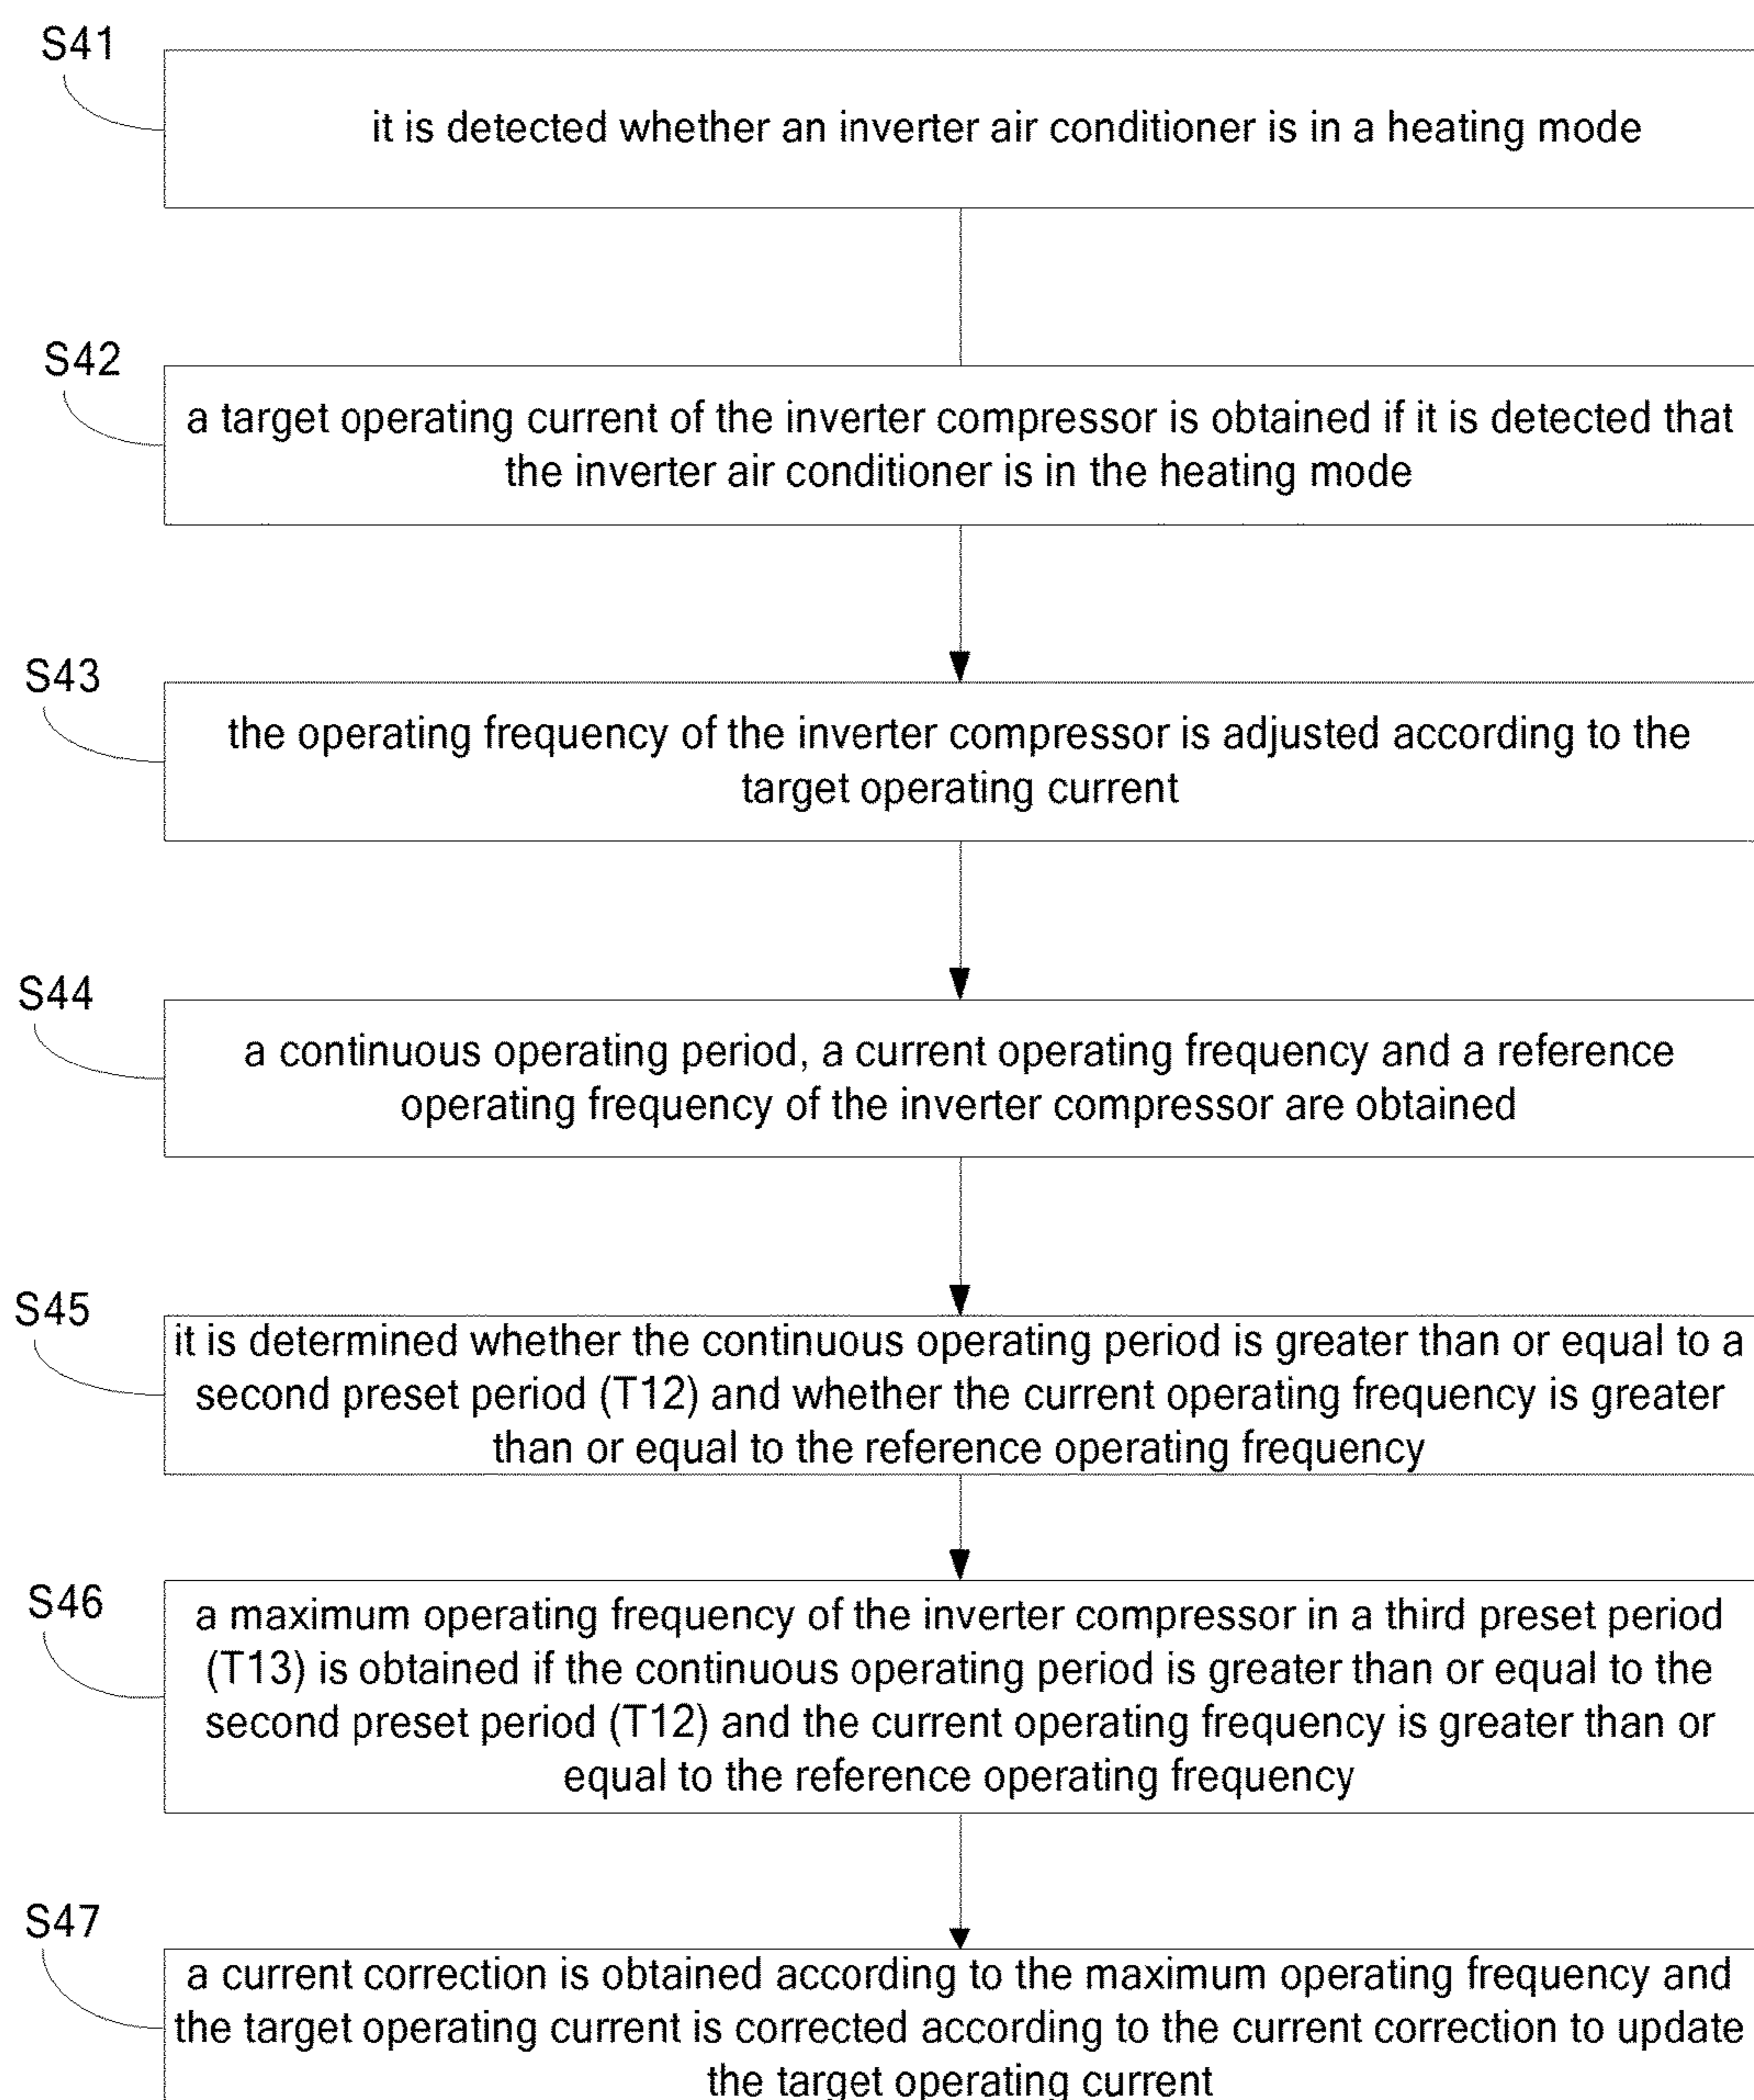 S41
it is detected whether an inverter air conditioner is in a heating mode
S42
a target operating current of the inverter compressor is obtained if it is detected that
the inverter air conditioner is in the heating mode
S43
the operating frequency of the inverter compressor is adjusted according to the
target operating current
S44
a continuous operating period, a current operating frequency and a reference
operating frequency of the inverter compressor are obtained
S45
it is determined whether the continuous operating period is greater than or equal to a
second preset period (T12) and whether the current operating frequency is greater
than or equal to the reference operating frequency
S46
a maximum operating frequency of the inverter compressor in a third preset period
(T13) is obtained if the continuous operating period is greater than or equal to the
second preset period (T12) and the current operating frequency is greater than or
equal to the reference operating frequency
S47
a current correction is obtained according to the maximum operating frequency and
the target operating current is corrected according to the current correction to update
the target operating current